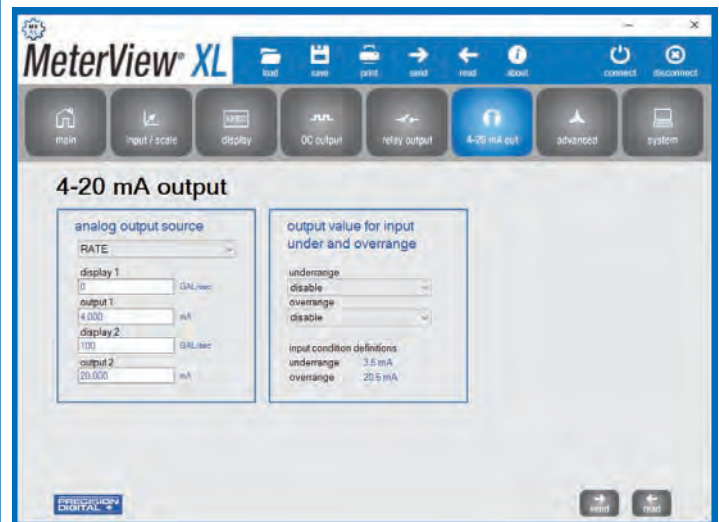 MeterView® XL
load save print send read about connect disconnect
main input / scale display OC output relay output 4-20 mA out advanced system
4-20 mA output
analog output source
RATE
display 1
0 GAL/sec
output 1
4.000 mA
display 2
100 GAL/sec
output 2
20.000 mA
output value for input
under and overrange
underrange
disable
overrange
disable
input condition definitions
underrange 3.5 mA
overrange 20.5 mA
PRECISION
DIGITAL
send read